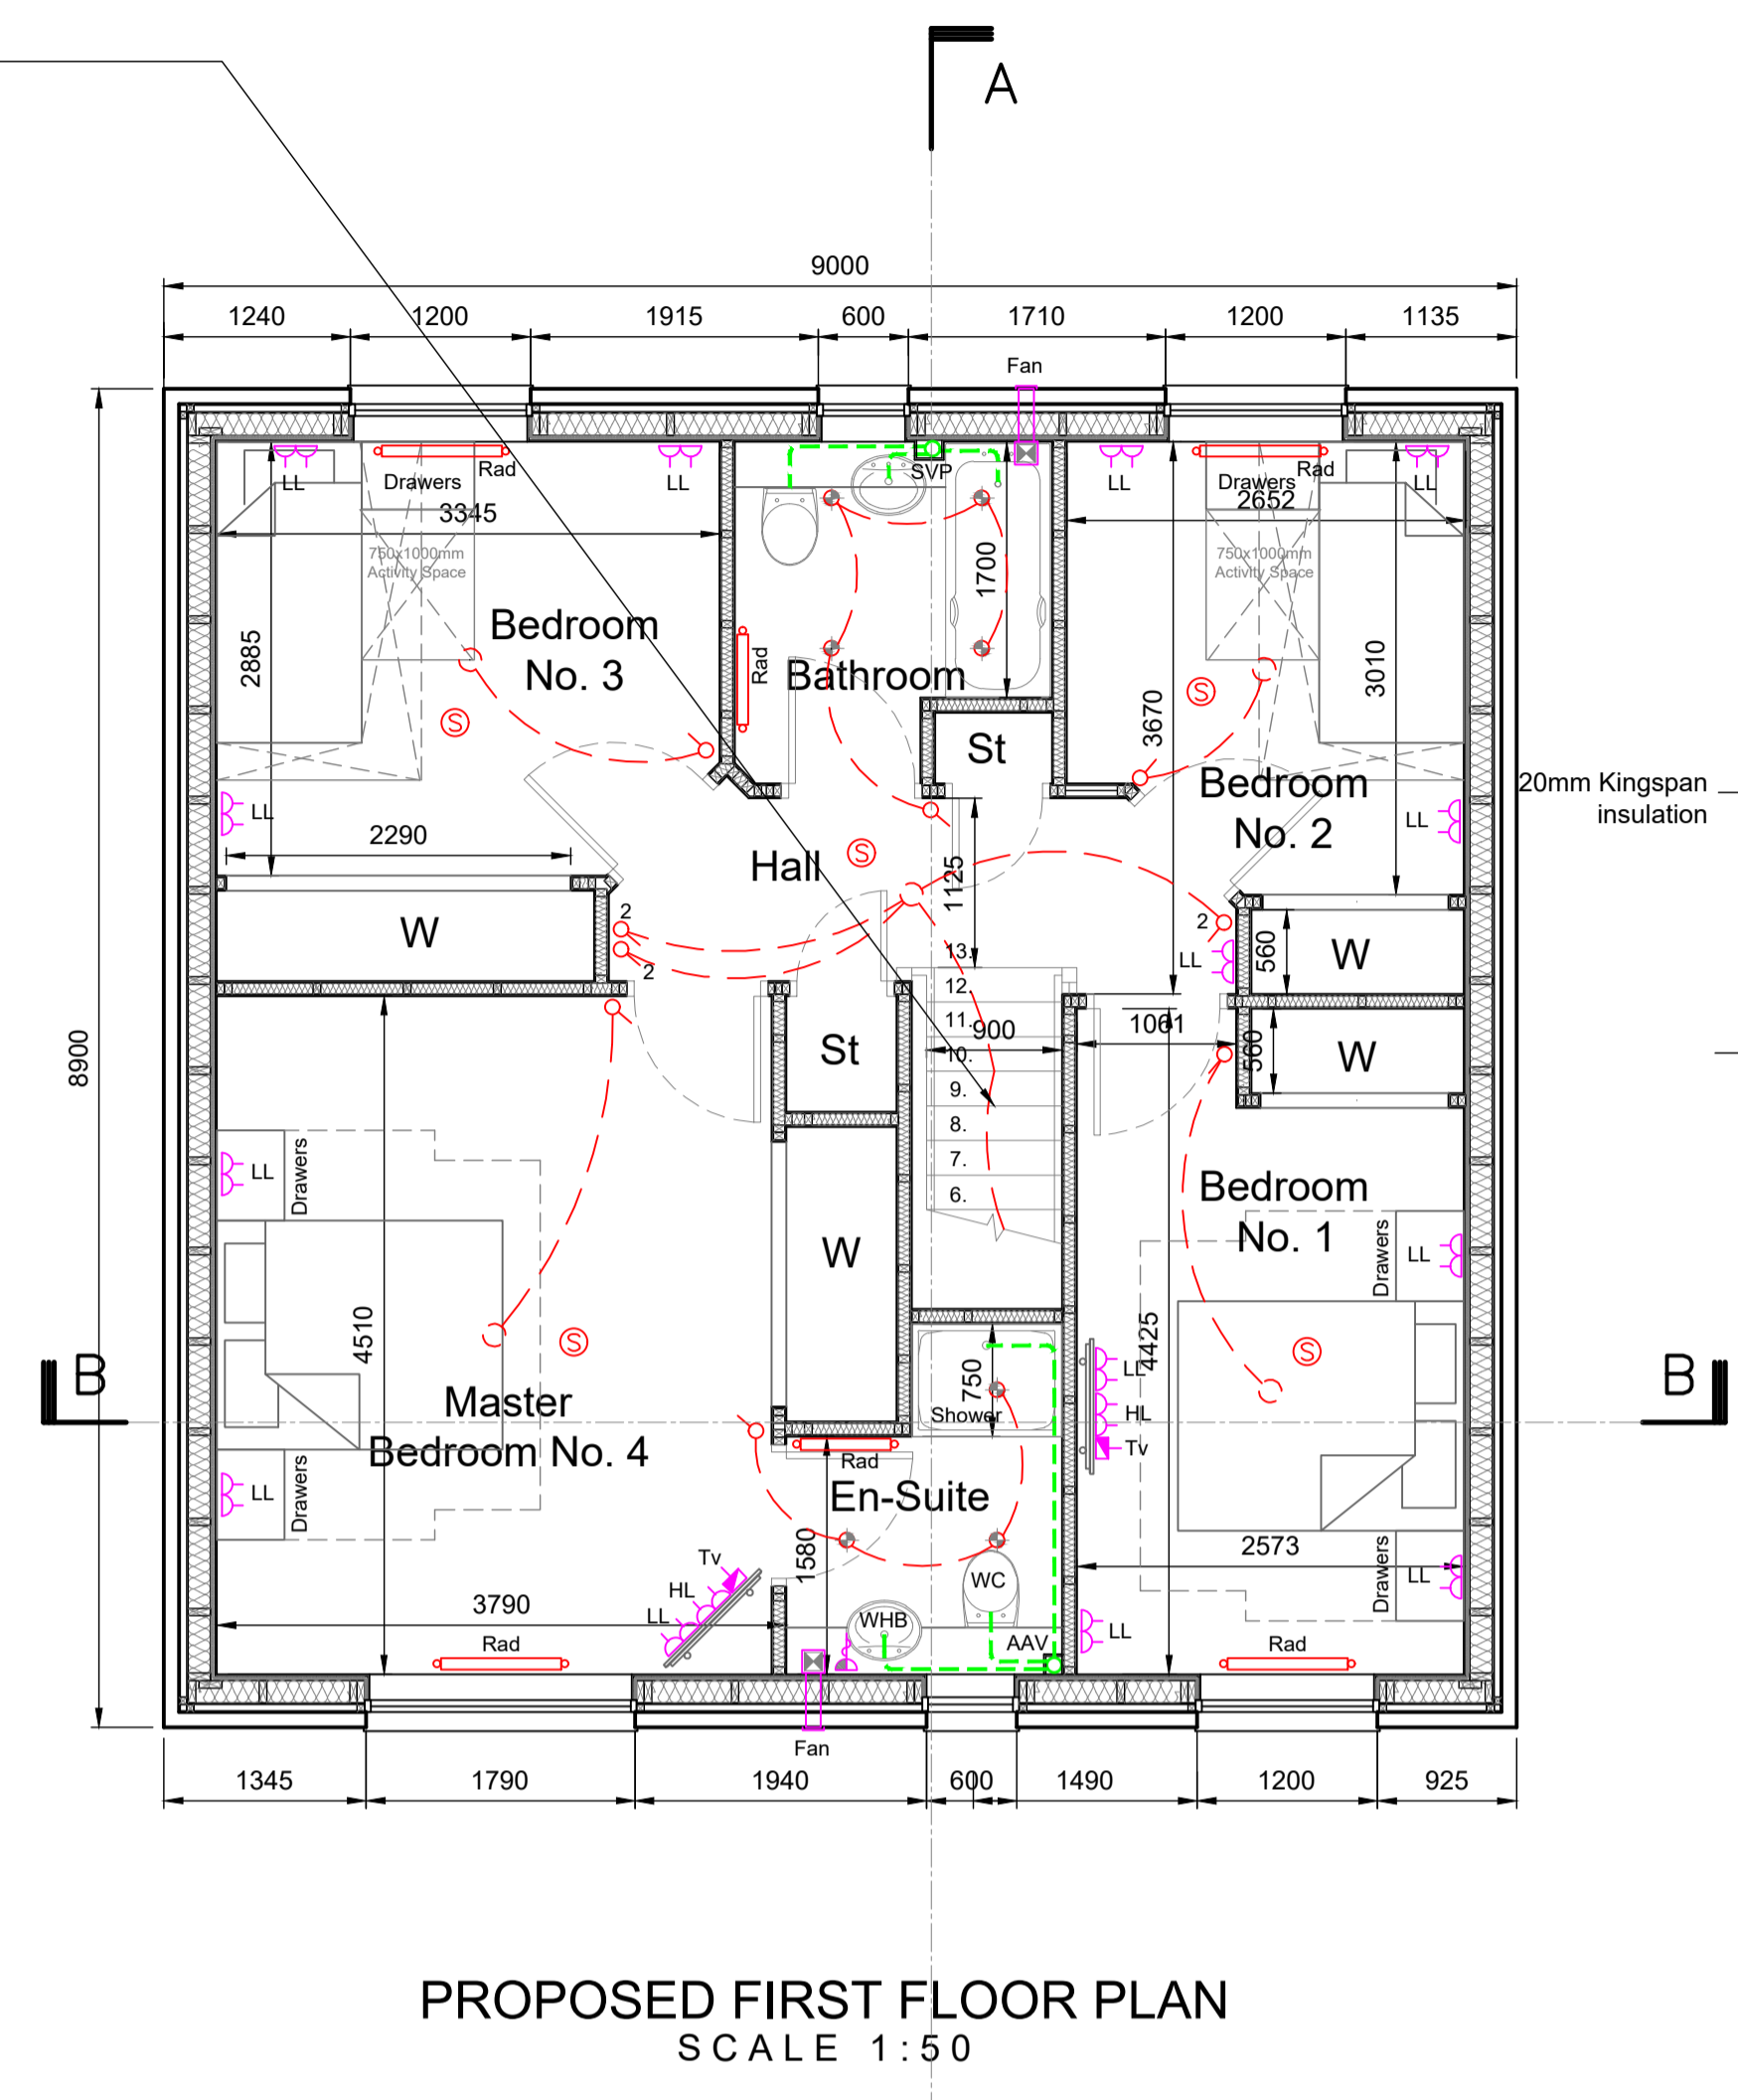 A
9000
1240 1200 1915 600 1710 1200 1135
Fan
LL Drawers Rad LL SVP LL Drawers Rad LL
3345 2652
750x1000mm
Activity Space
750x1000mm
Activity Space
1700
Bedroom
No. 3
2885
Rad
Bathroom
3010
3670
S
S
St
Bedroom
No. 2
20mm Kingspan
insulation
LL
LL
2290
Hall
S
1125
W
2
2
2
LL
560
W
13.
12.
11.
10.
9.
8.
7.
6.
900
1061
St
560
W
8900
LL
Drawers
W
Bedroom
No. 1
LL
Drawers
4510
S
4425
S
750
Shower
LL
HL
Tv
B
B
Master
Bedroom No. 4
LL
Drawers
Rad
En-Suite
1580
2573
LL
Drawers
Tv
HL
LL
WC
WHB
AAV
LL
3790
Rad
Rad
Fan
1345 1790 1940 600 1490 1200 925
PROPOSED FIRST FLOOR PLAN
SCALE 1:50